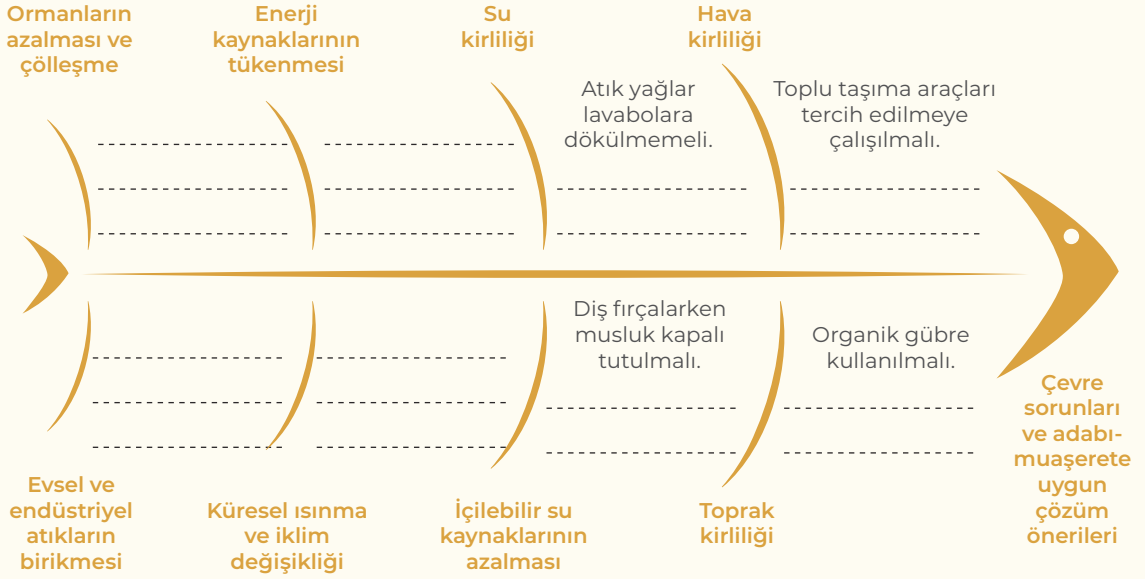 Ormanların
azalması ve
çölleşme
Enerji
kaynaklarının
tükenmesi
Su
kirliliği
Hava
kirliliği
Atık yağlar
lavabolara
dökülmemeli.
Toplu taşıma araçları
tercih edilmeye
çalışılmalı.
Diş fırçalarken
musluk kapalı
tutulmalı.
Organik gübre
kullanılmalı.
Evsel ve
endüstriyel
atıkların
birikmesi
Küresel ısınma
ve iklim
değişikliği
İçilebilir su
kaynaklarının
azalması
Toprak
kirliliği
Çevre
sorunları
ve adabı-
muaşerete
uygun
çözüm
önerileri